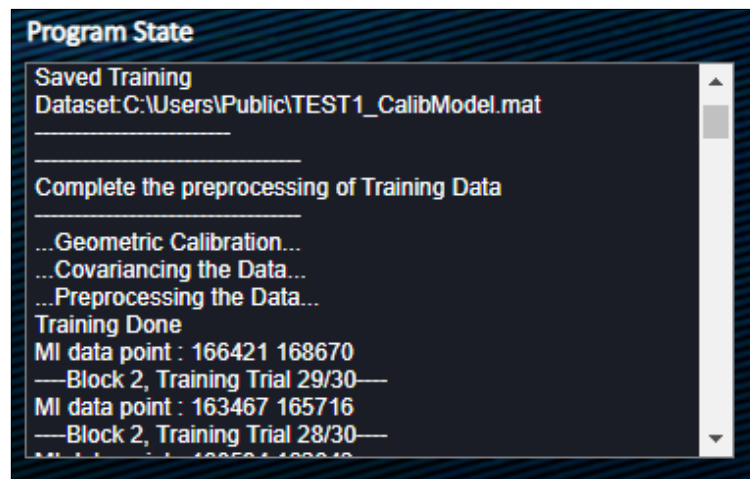 Program State
Saved Training
Dataset:C:\Users\Public\TEST1_CalibModel.mat
--------------------------
-----------------------------------
Complete the preprocessing of Training Data
-----------------------------------
...Geometric Calibration...
...Covariancing the Data...
...Preprocessing the Data...
Training Done
MI data point : 166421 168670
----Block 2, Training Trial 29/30----
MI data point : 163467 165716
----Block 2, Training Trial 28/30----